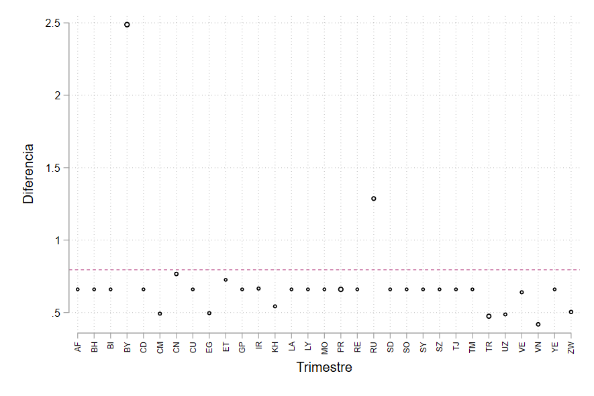 2.5
2
1.5
1
.5
Diferencia
AF BH BI BY CD CM CN CU EG ET GP IR KH LA LY MO PR RE RU SD SO SY SZ TJ TM TR UZ VE VN YE ZW
Trimestre